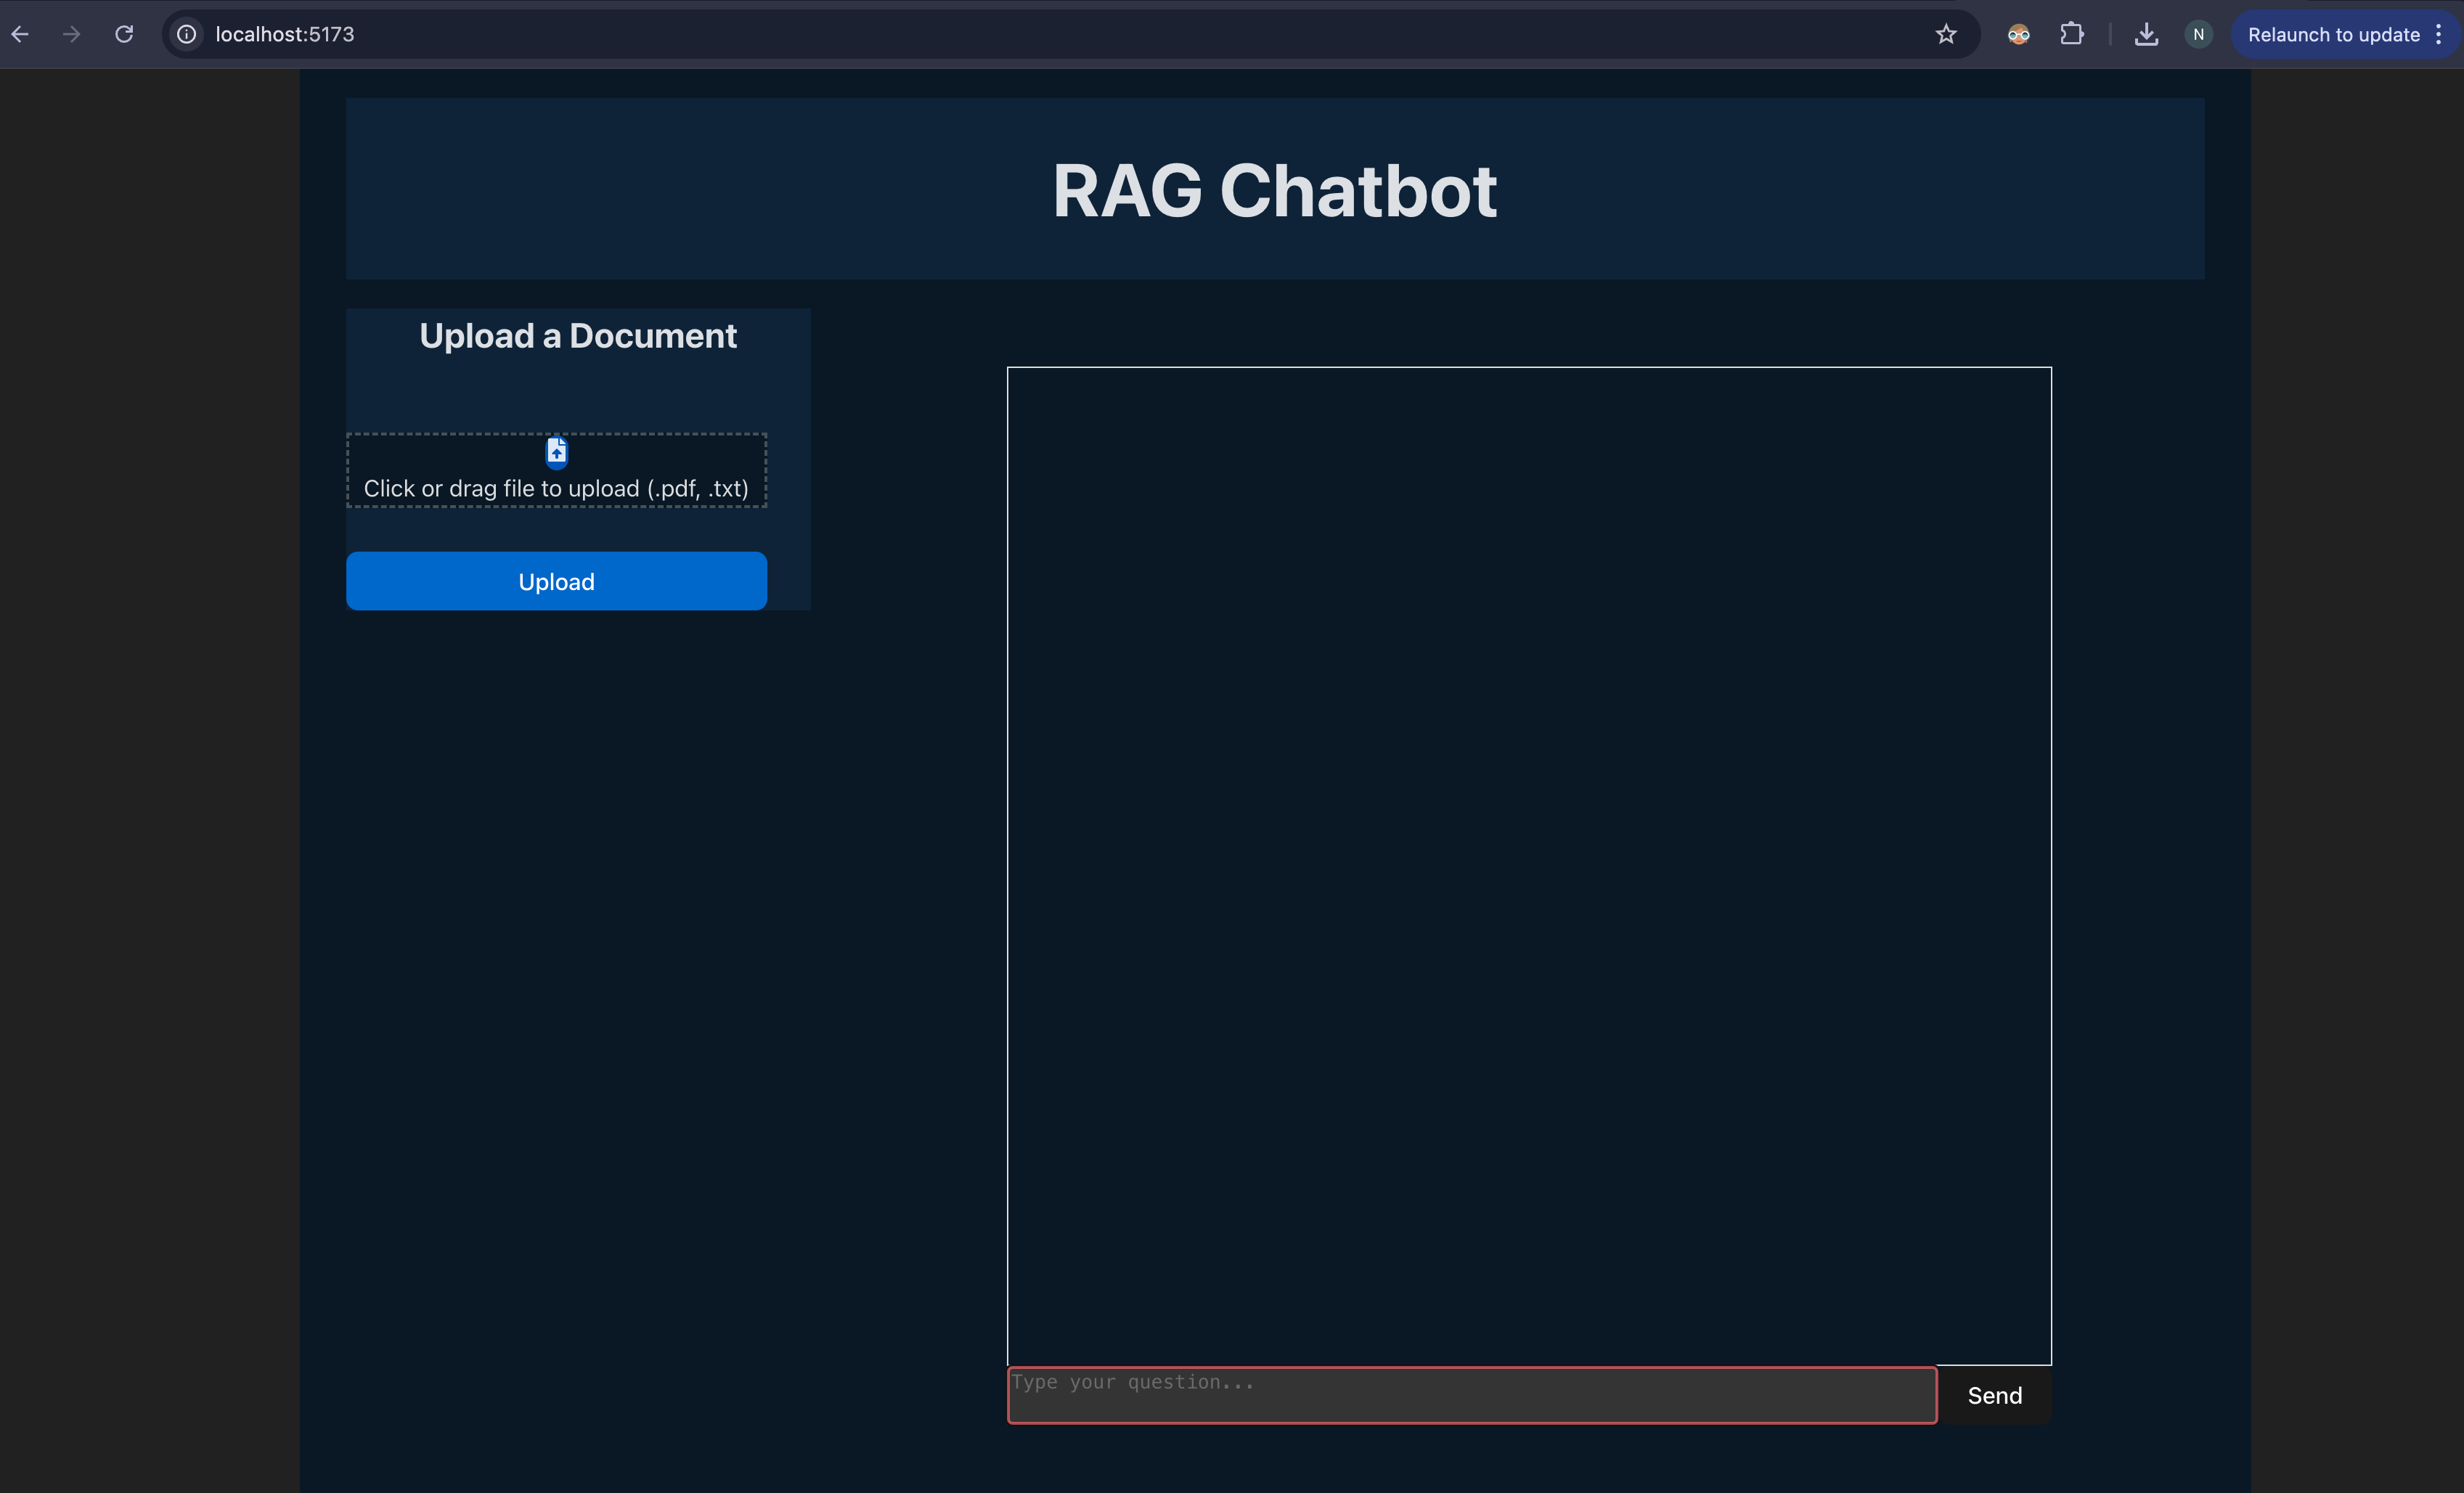 localhost:5173
N
Relaunch to update
RAG Chatbot
Upload a Document
Click or drag file to upload (.pdf, .txt)
Upload
Type your question...
Send